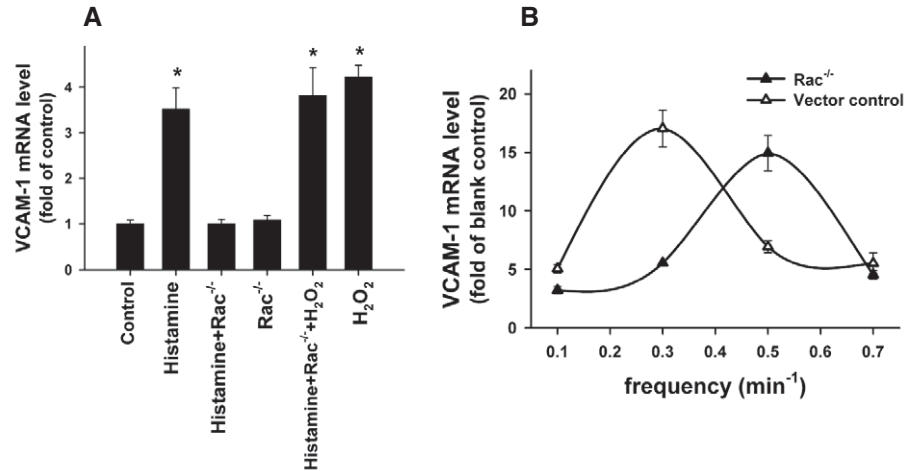 A
VCAM-1 mRNA level
(fold of control)
4
3
2
1
0
*
*
*
Control
Histamine
Histamine+Rac-/-
Rac-/-
Histamine+Rac-/-+H2O2
H2O2
B
VCAM-1 mRNA level
(fold of blank control)
20
15
10
5
0
Rac-/-
Vector control
0.1 0.2 0.3 0.4 0.5 0.6 0.7
frequency (min-1)